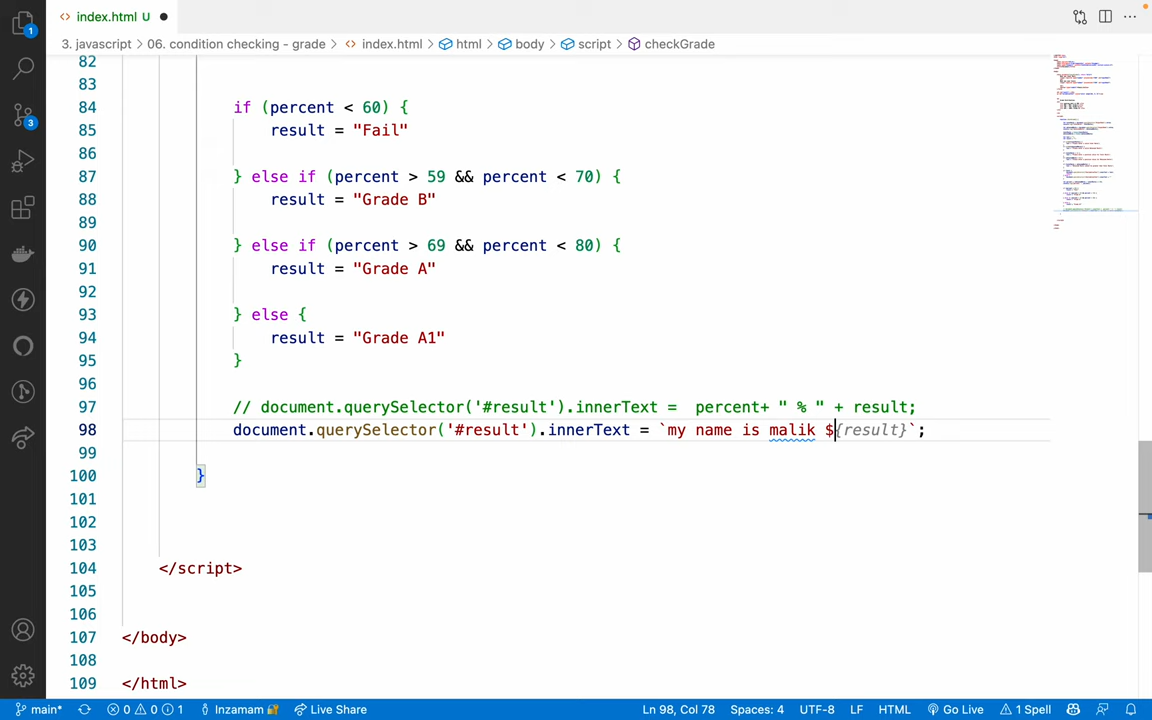 index.html U
3. javascript > 06. condition checking - grade > index.html > html > body > script > checkGrade
82
83
84 if (percent < 60) {
85 result = "Fail"
86
87 } else if (percent > 59 && percent < 70) {
88 result = "Grade B"
89
90 } else if (percent > 69 && percent < 80) {
91 result = "Grade A"
92
93 } else {
94 result = "Grade A1"
95 }
96
97 // document.querySelector('#result').innerText =  percent+ " % " + result;
98 document.querySelector('#result').innerText = `my name is malik ${result}`;
99
100 }
101
102
103
104 </script>
105
106
107 </body>
108
109 </html>
1
3
main* 0 0 1 Inzamam Live Share Ln 98, Col 78 Spaces: 4 UTF-8 LF HTML Go Live 1 Spell